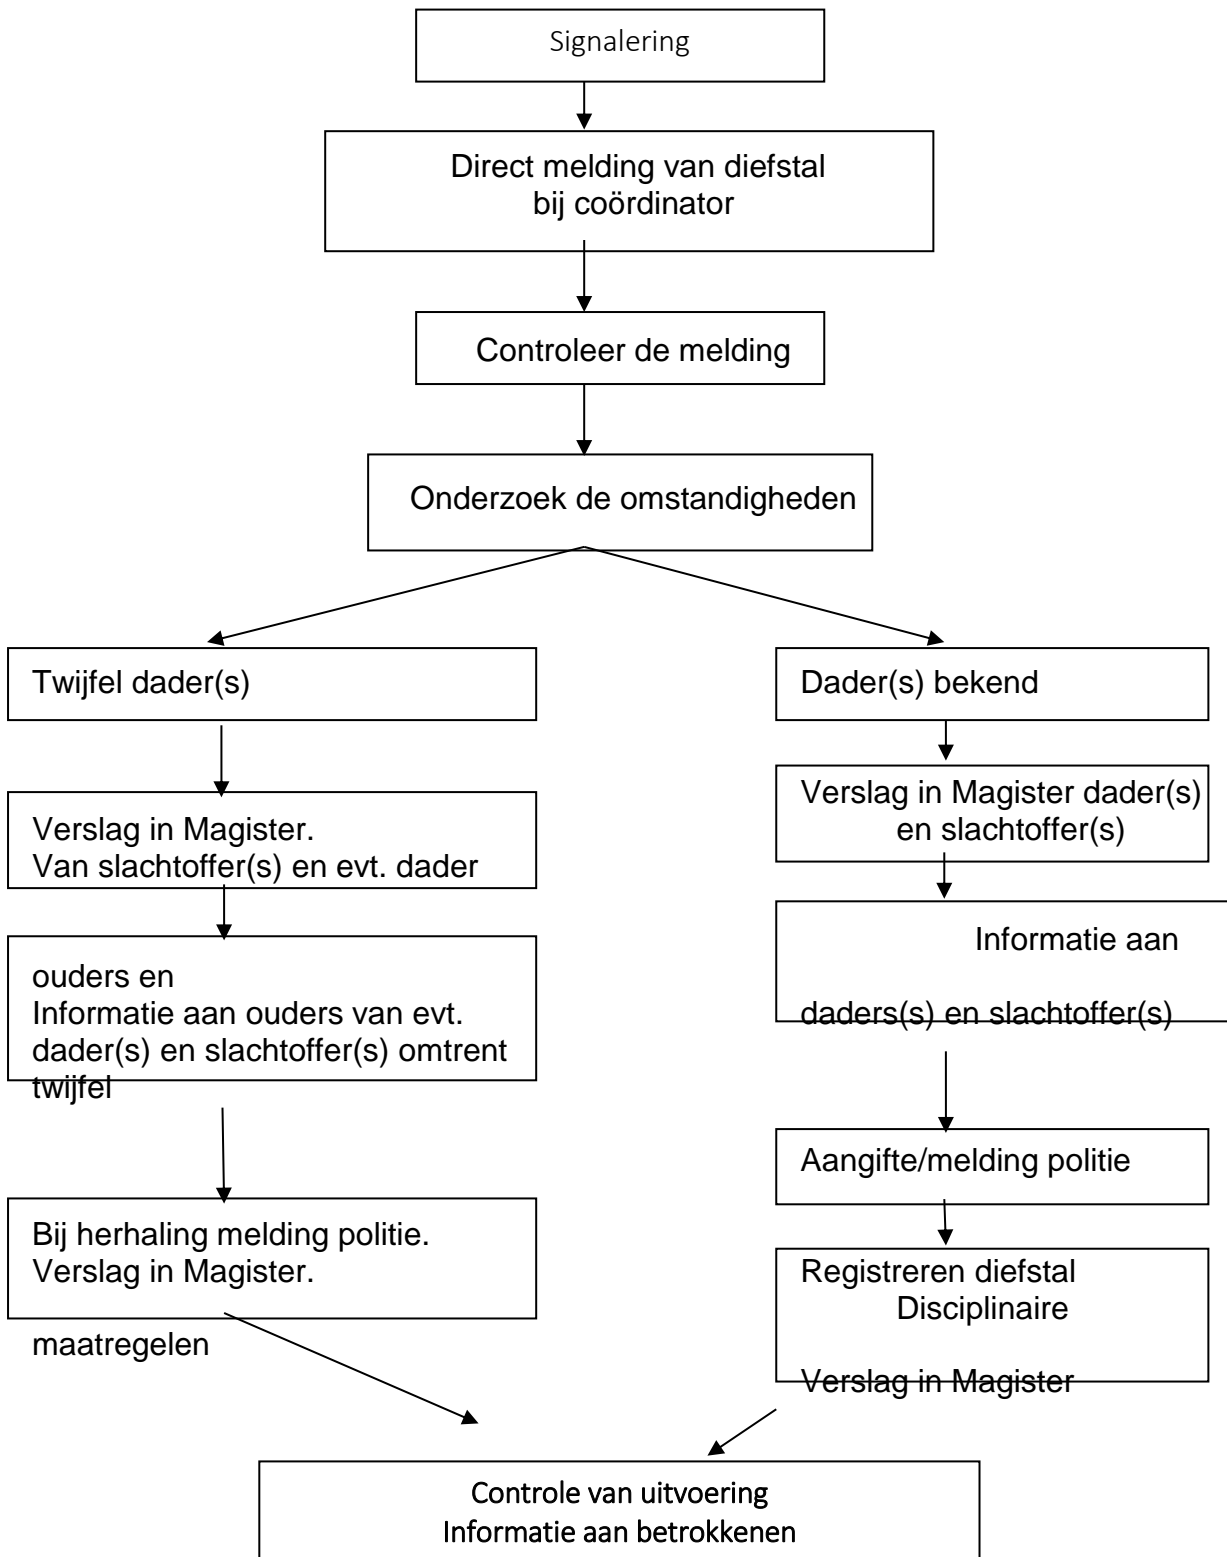 Signalering
Direct melding van diefstal
bij coördinator
Controleer de melding
Onderzoek de omstandigheden
Twijfel dader(s)
Verslag in Magister.
Van slachtoffer(s) en evt. dader
ouders en
Informatie aan ouders van evt.
dader(s) en slachtoffer(s) omtrent
twijfel
Bij herhaling melding politie.
Verslag in Magister.
maatregelen
Dader(s) bekend
Verslag in Magister dader(s)
en slachtoffer(s)
Informatie aan
daders(s) en slachtoffer(s)
Aangifte/melding politie
Registreren diefstal
Disciplinaire
Verslag in Magister
Controle van uitvoering
Informatie aan betrokkenen